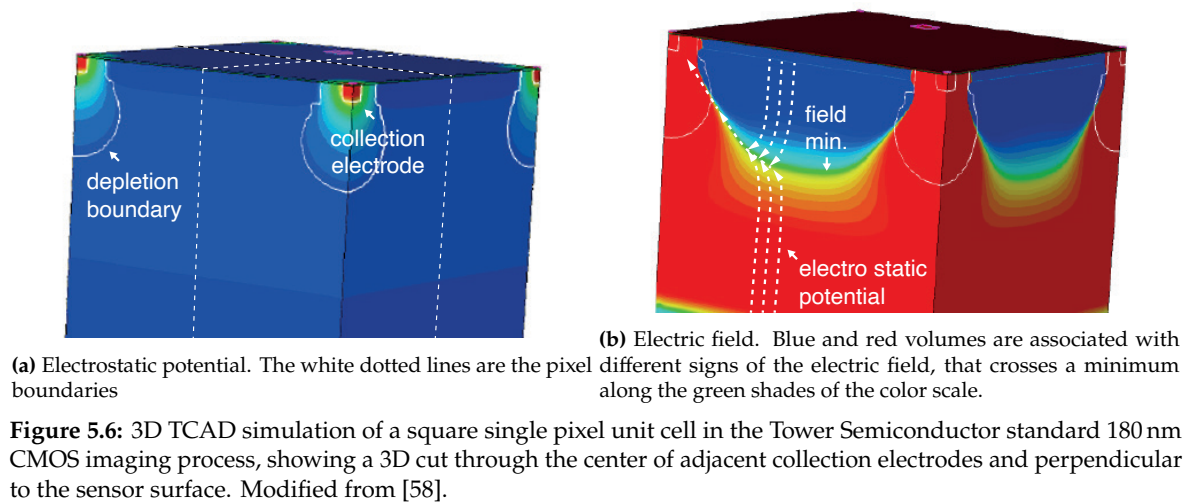 depletion
boundary
collection
electrode
field
min.
electro static
potential
(a) Electrostatic potential. The white dotted lines are the pixel
boundaries
(b) Electric field. Blue and red volumes are associated with
different signs of the electric field, that crosses a minimum
along the green shades of the color scale.
Figure 5.6: 3D TCAD simulation of a square single pixel unit cell in the Tower Semiconductor standard 180 nm
CMOS imaging process, showing a 3D cut through the center of adjacent collection electrodes and perpendicular
to the sensor surface. Modified from [58].